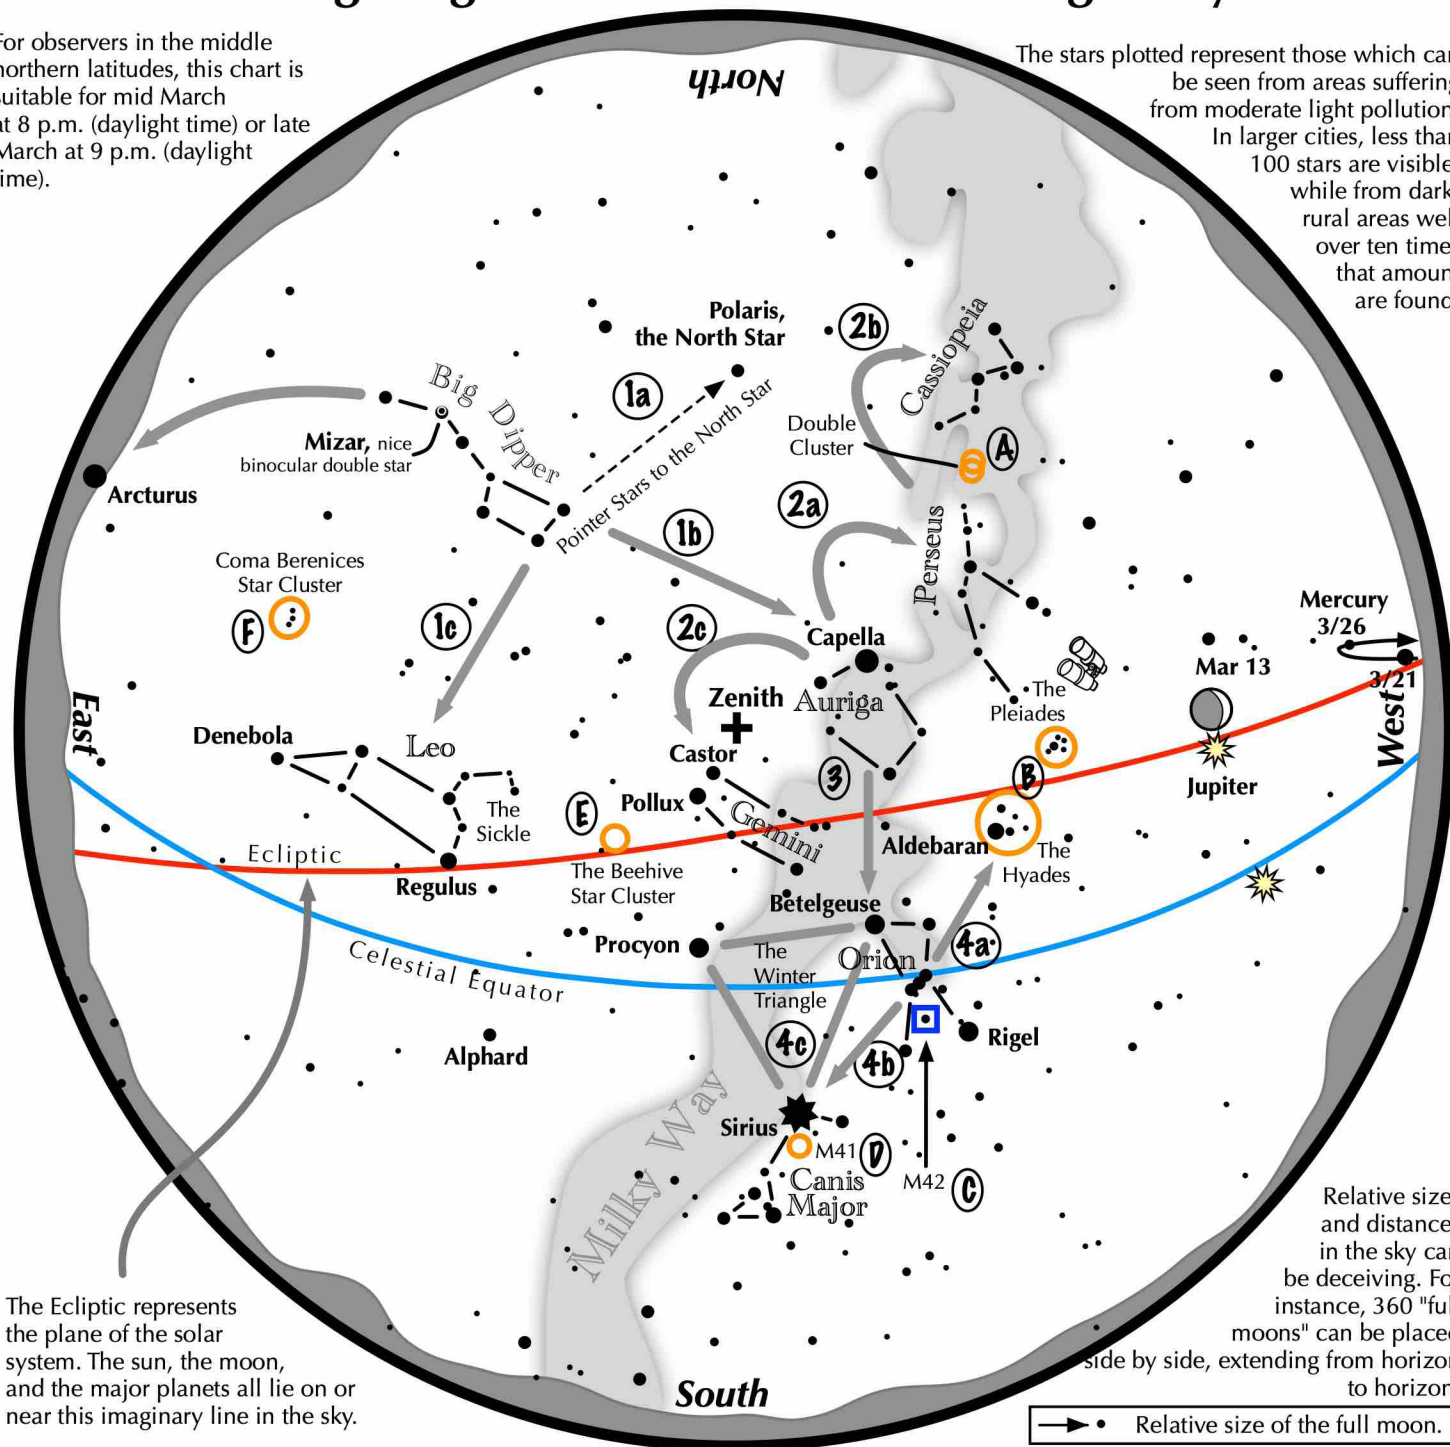 For observers in the middle
northern latitudes, this chart is
suitable for mid March
at 8 p.m. (daylight time) or late
March at 9 p.m. (daylight
time).
The stars plotted represent those which can
be seen from areas suffering
from moderate light pollution.
In larger cities, less than
100 stars are visible,
while from dark
rural areas well
over ten times
that amount
are found
North
Polaris,
the North Star
2b
Cassiopeia
Big Dipper
1a
Double
Cluster
A
Mizar, nice
binocular double star
Pointer Stars to the North Star
Arcturus
2a
Perseus
1b
Coma Berenices
Star Cluster
F
1c
2c
Capella
Mercury
3/26
3/21
Mar 13
The
Pleiades
Zenith
Auriga
East
West
Denebola
Leo
Castor
3
B
Jupiter
The
Sickle
E
Pollux
Gemini
Ecliptic
Aldebaran
The
Hyades
Regulus
The Beehive
Star Cluster
Betelgeuse
Procyon
The
Winter
Triangle
Orion
4a
Celestial Equator
Rigel
Alphard
4c
4b
Milky Way
Sirius
M41
D
M42
C
Canis
Major
Relative sizes
and distances
in the sky can
be deceiving. For
instance, 360 "full
moons" can be placed
side by side, extending from horizon
to horizon
The Ecliptic represents
the plane of the solar
system. The sun, the moon,
and the major planets all lie on or
near this imaginary line in the sky.
South
Relative size of the full moon.